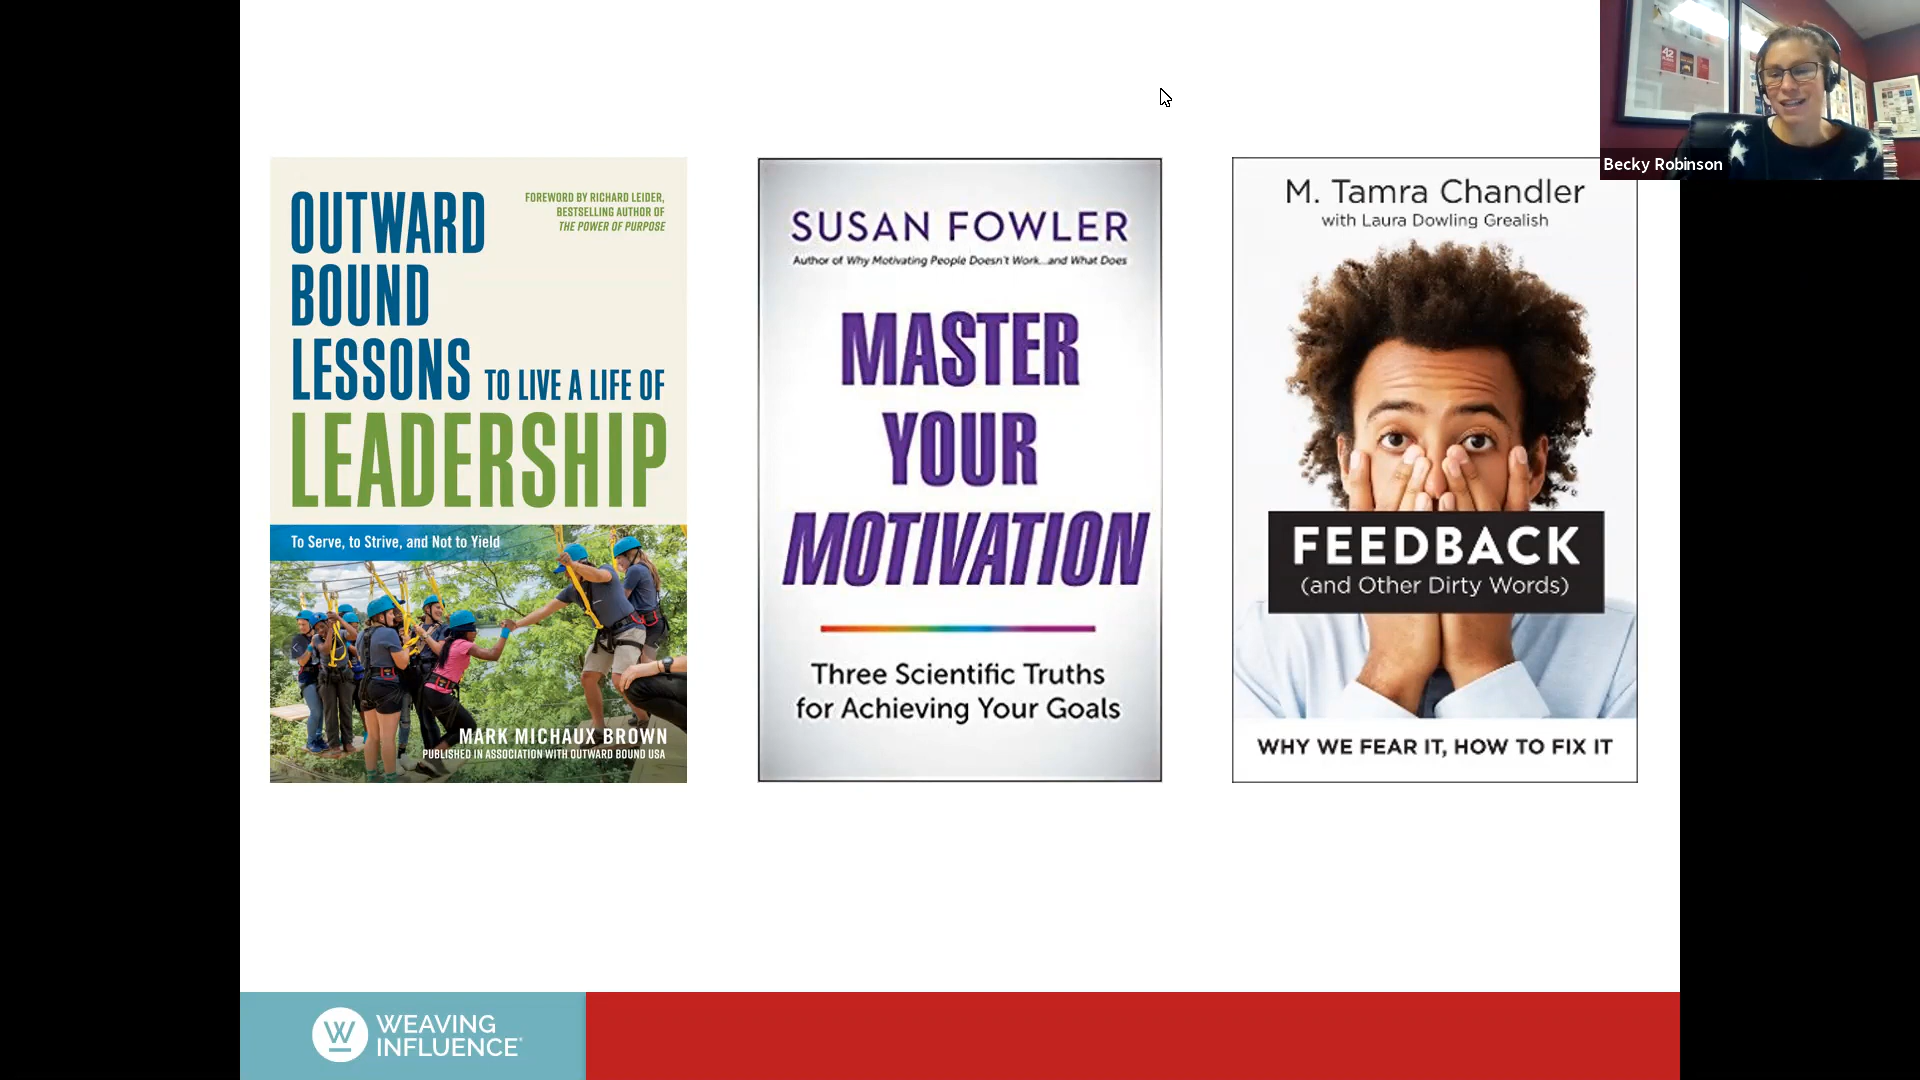 OUTWARD
BOUND
LESSONS TO LIVE A LIFE OF
LEADERSHIP
FOREWORD BY RICHARD LEIDER,
BESTSELLING AUTHOR OF
THE POWER OF PURPOSE
To Serve, to Strive, and Not to Yield
MARK MICHAUX BROWN
PUBLISHED IN ASSOCIATION WITH OUTWARD BOUND USA
SUSAN FOWLER
Author of Why Motivating People Doesn't Work...and What Does
MASTER
YOUR
MOTIVATION
Three Scientific Truths
for Achieving Your Goals
M. Tamra Chandler
with Laura Dowling Grealish
FEEDBACK
(and Other Dirty Words)
WHY WE FEAR IT, HOW TO FIX IT
42
Becky Robinson
W
WEAVING
INFLUENCE